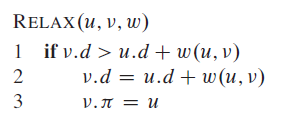 RELAX(u, v, w)
1 if v.d > u.d + w(u, v)
2 v.d = u.d + w(u, v)
3 v.π = u